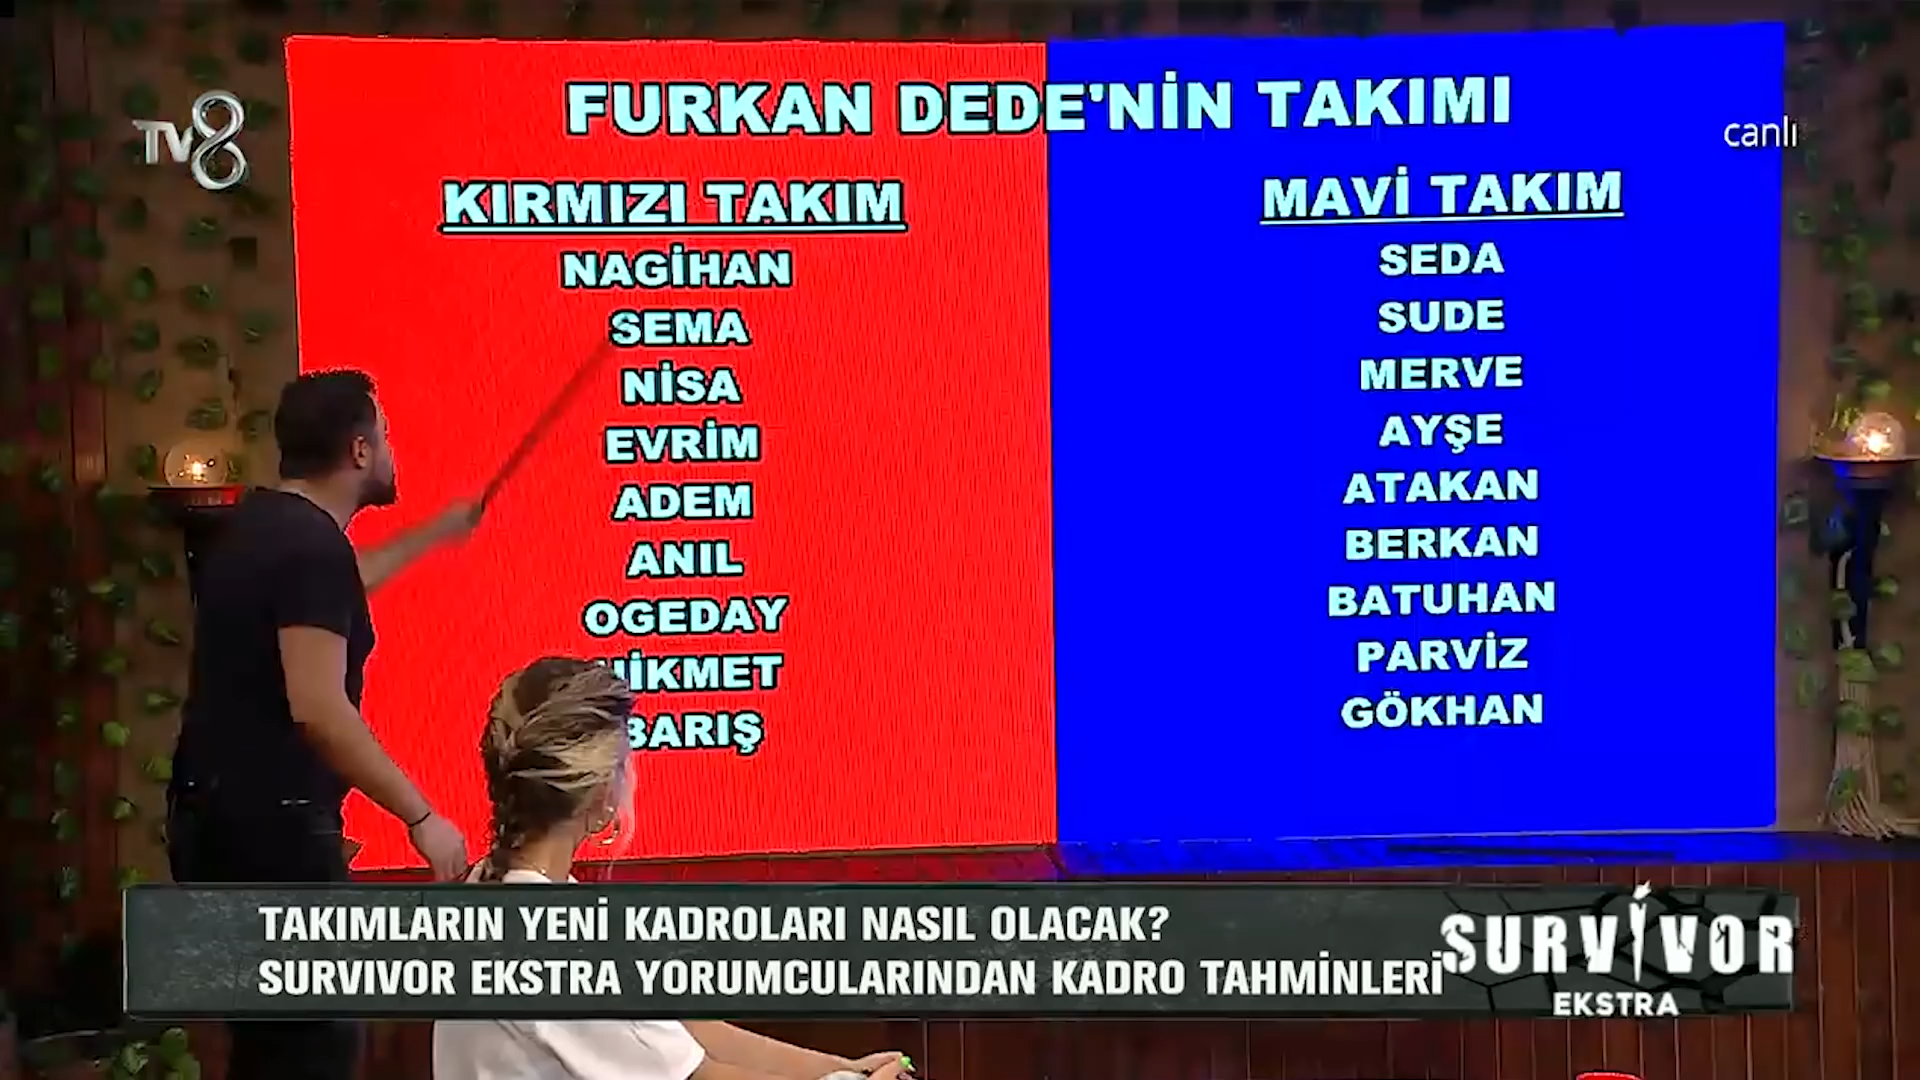 TV8
canlı
FURKAN DEDE'NİN TAKIMI
KIRMIZI TAKIM
NAGİHAN
SEMA
NİSA
EVRİM
ADEM
ANIL
OGEDAY
HİKMET
BARIŞ
MAVİ TAKIM
SEDA
SUDE
MERVE
AYŞE
ATAKAN
BERKAN
BATUHAN
PARVİZ
GÖKHAN
TAKIMLARIN YENİ KADROLARI NASIL OLACAK?
SURVIVOR EKSTRA YORUMCULARINDAN KADRO TAHMİNLERİ
SURVIVOR
EKSTRA